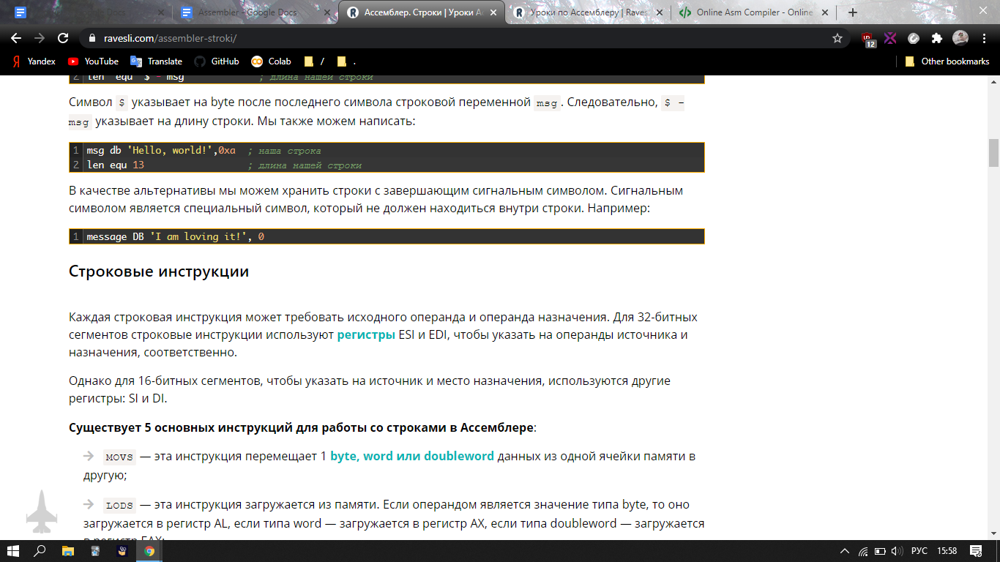 Assembler - Google Docs
Ассемблер. Строки | Уроки Ас
Уроки по Ассемблеру | Raves
Online Asm Compiler - Online
ravesli.com/assembler-stroki/
12
Yandex
YouTube
Translate
GitHub
Colab
/
.
Other bookmarks
2 len equ $ - msg ; длина нашей строки
Символ $ указывает на byte после последнего символа строковой переменной msg . Следовательно, $ -
msg указывает на длину строки. Мы также можем написать:
1 msg db 'Hello, world!',0xa ; наша строка
2 len equ 13 ; длина нашей строки
В качестве альтернативы мы можем хранить строки с завершающим сигнальным символом. Сигнальным
символом является специальный символ, который не должен находиться внутри строки. Например:
1 message DB 'I am loving it!', 0
Строковые инструкции
Каждая строковая инструкция может требовать исходного операнда и операнда назначения. Для 32-битных
сегментов строковые инструкции используют регистры ESI и EDI, чтобы указать на операнды источника и
назначения, соответственно.
Однако для 16-битных сегментов, чтобы указать на источник и место назначения, используются другие
регистры: SI и DI.
Существует 5 основных инструкций для работы со строками в Ассемблере:
MOVS — эта инструкция перемещает 1 byte, word или doubleword данных из одной ячейки памяти в
другую;
LODS — эта инструкция загружается из памяти. Если операндом является значение типа byte, то оно
загружается в регистр AL, если типа word — загружается в регистр AX, если типа doubleword — загружается
в регистр EAX;
РУС
15:58